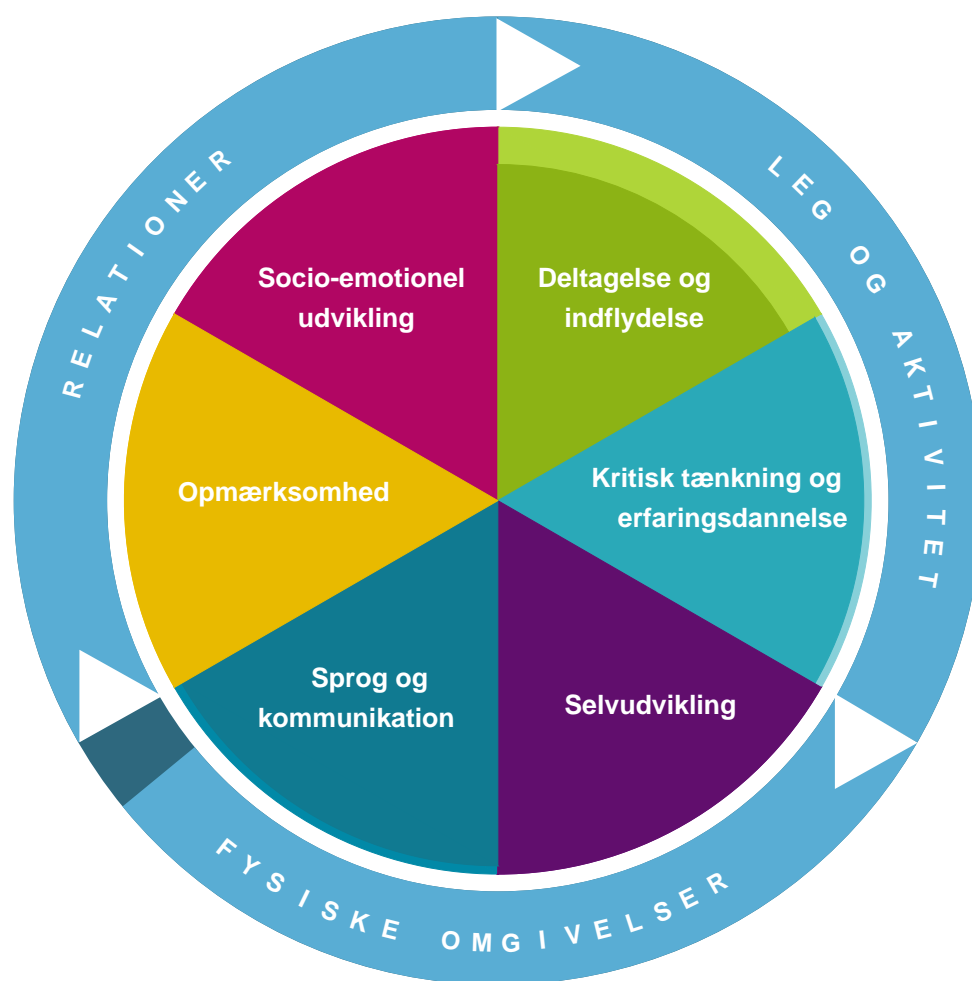 RELATIONER
LEG OG AKTIVITET
Socio-emotionel
udvikling
Deltagelse og
indflydelse
Opmærksomhed
Kritisk tænkning og
erfaringsdannelse
Sprog og
kommunikation
Selvudvikling
FYSISKE OMGIVELSER